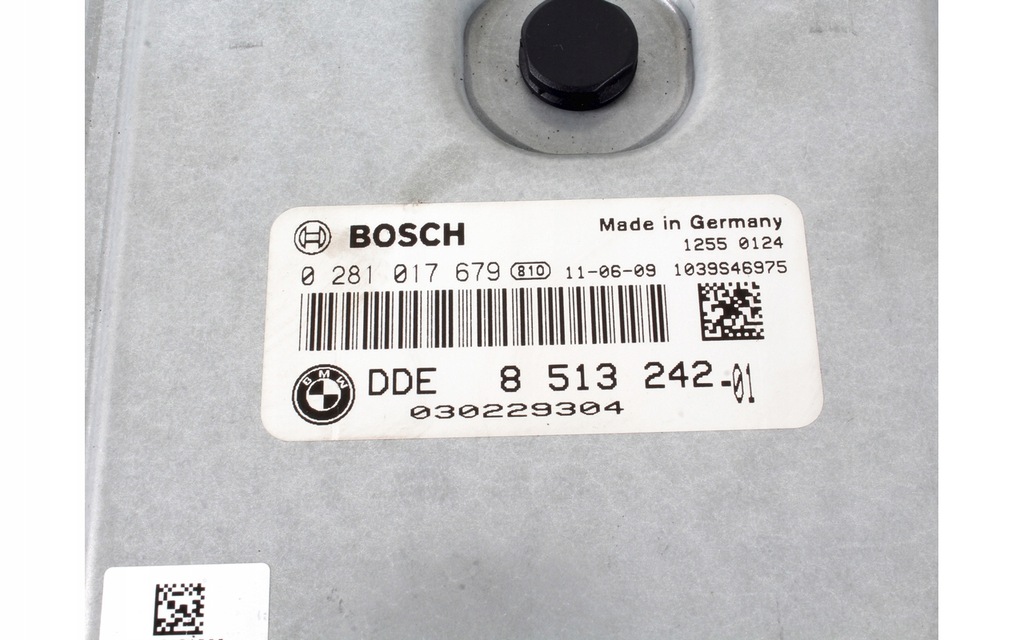 BOSCH
Made in Germany
1255 0124
0 281 017 679 810 11-06-09 1039S46975
BMW
DDE 8 513 242-01
030229304